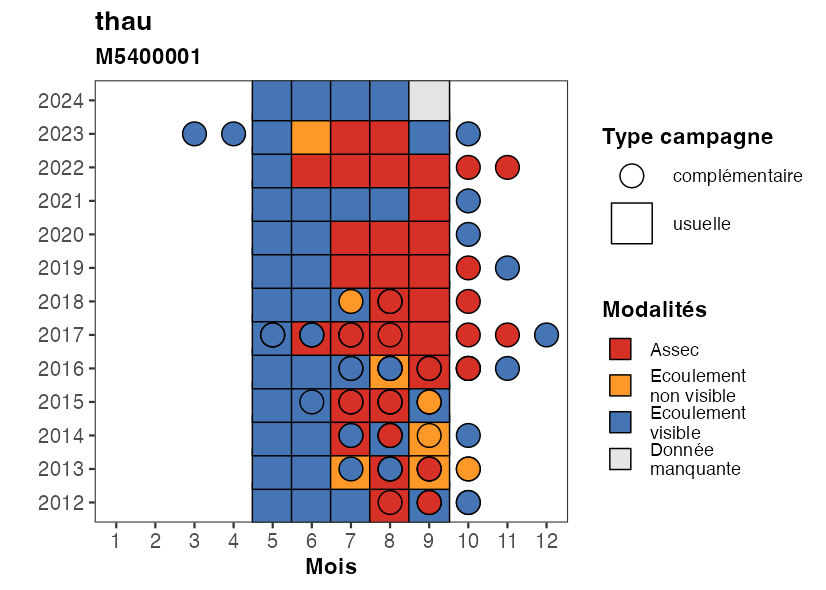 thau
M5400001
2024
2023
2022
2021
2020
2019
2018
2017
2016
2015
2014
2013
2012
1 2 3 4 5 6 7 8 9 10 11 12
Mois
Type campagne
complémentaire
usuelle
Modalités
Assec
Ecoulement
non visible
Ecoulement
visible
Donnée
manquante